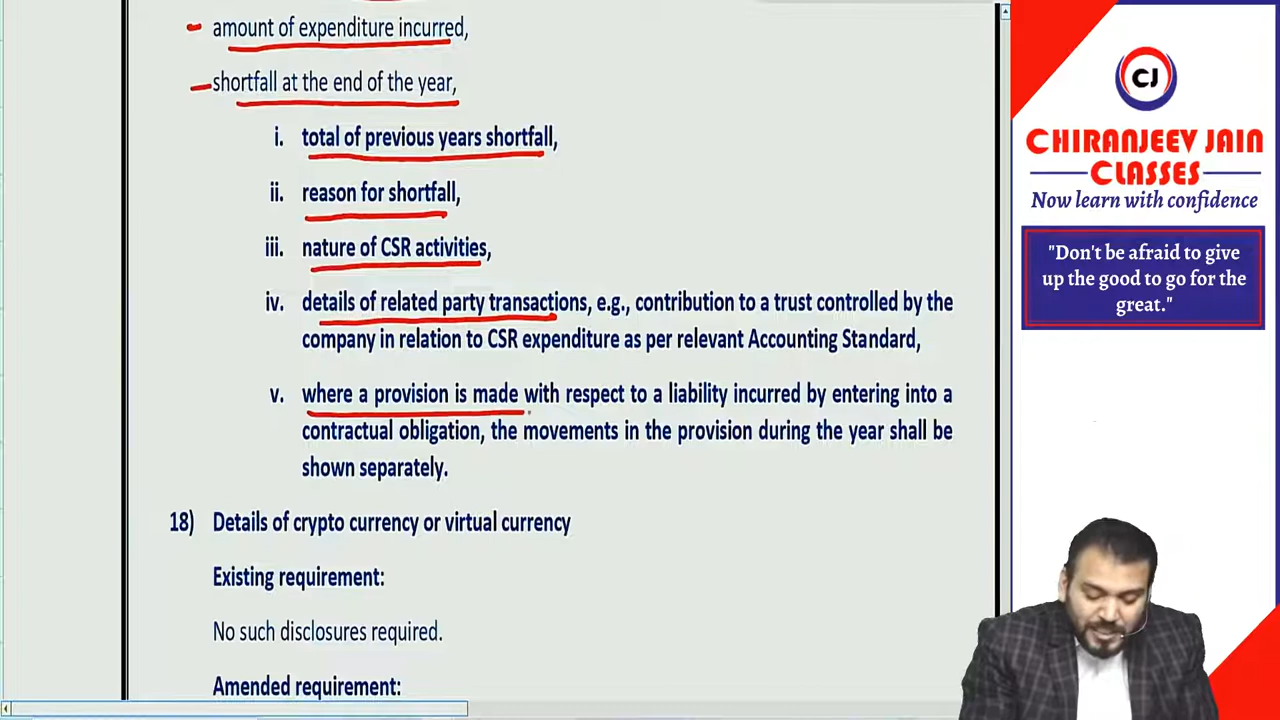 amount of expenditure incurred,
shortfall at the end of the year,
i. total of previous years shortfall,
ii. reason for shortfall,
iii. nature of CSR activities,
iv. details of related party transactions, e.g., contribution to a trust controlled by the
company in relation to CSR expenditure as per relevant Accounting Standard,
v. where a provision is made with respect to a liability incurred by entering into a
contractual obligation, the movements in the provision during the year shall be
shown separately.
18) Details of crypto currency or virtual currency
Existing requirement:
No such disclosures required.
Amended requirement:
CJ
CHIRANJEEV JAIN
CLASSES
Now learn with confidence
"Don't be afraid to give
up the good to go for the
great."